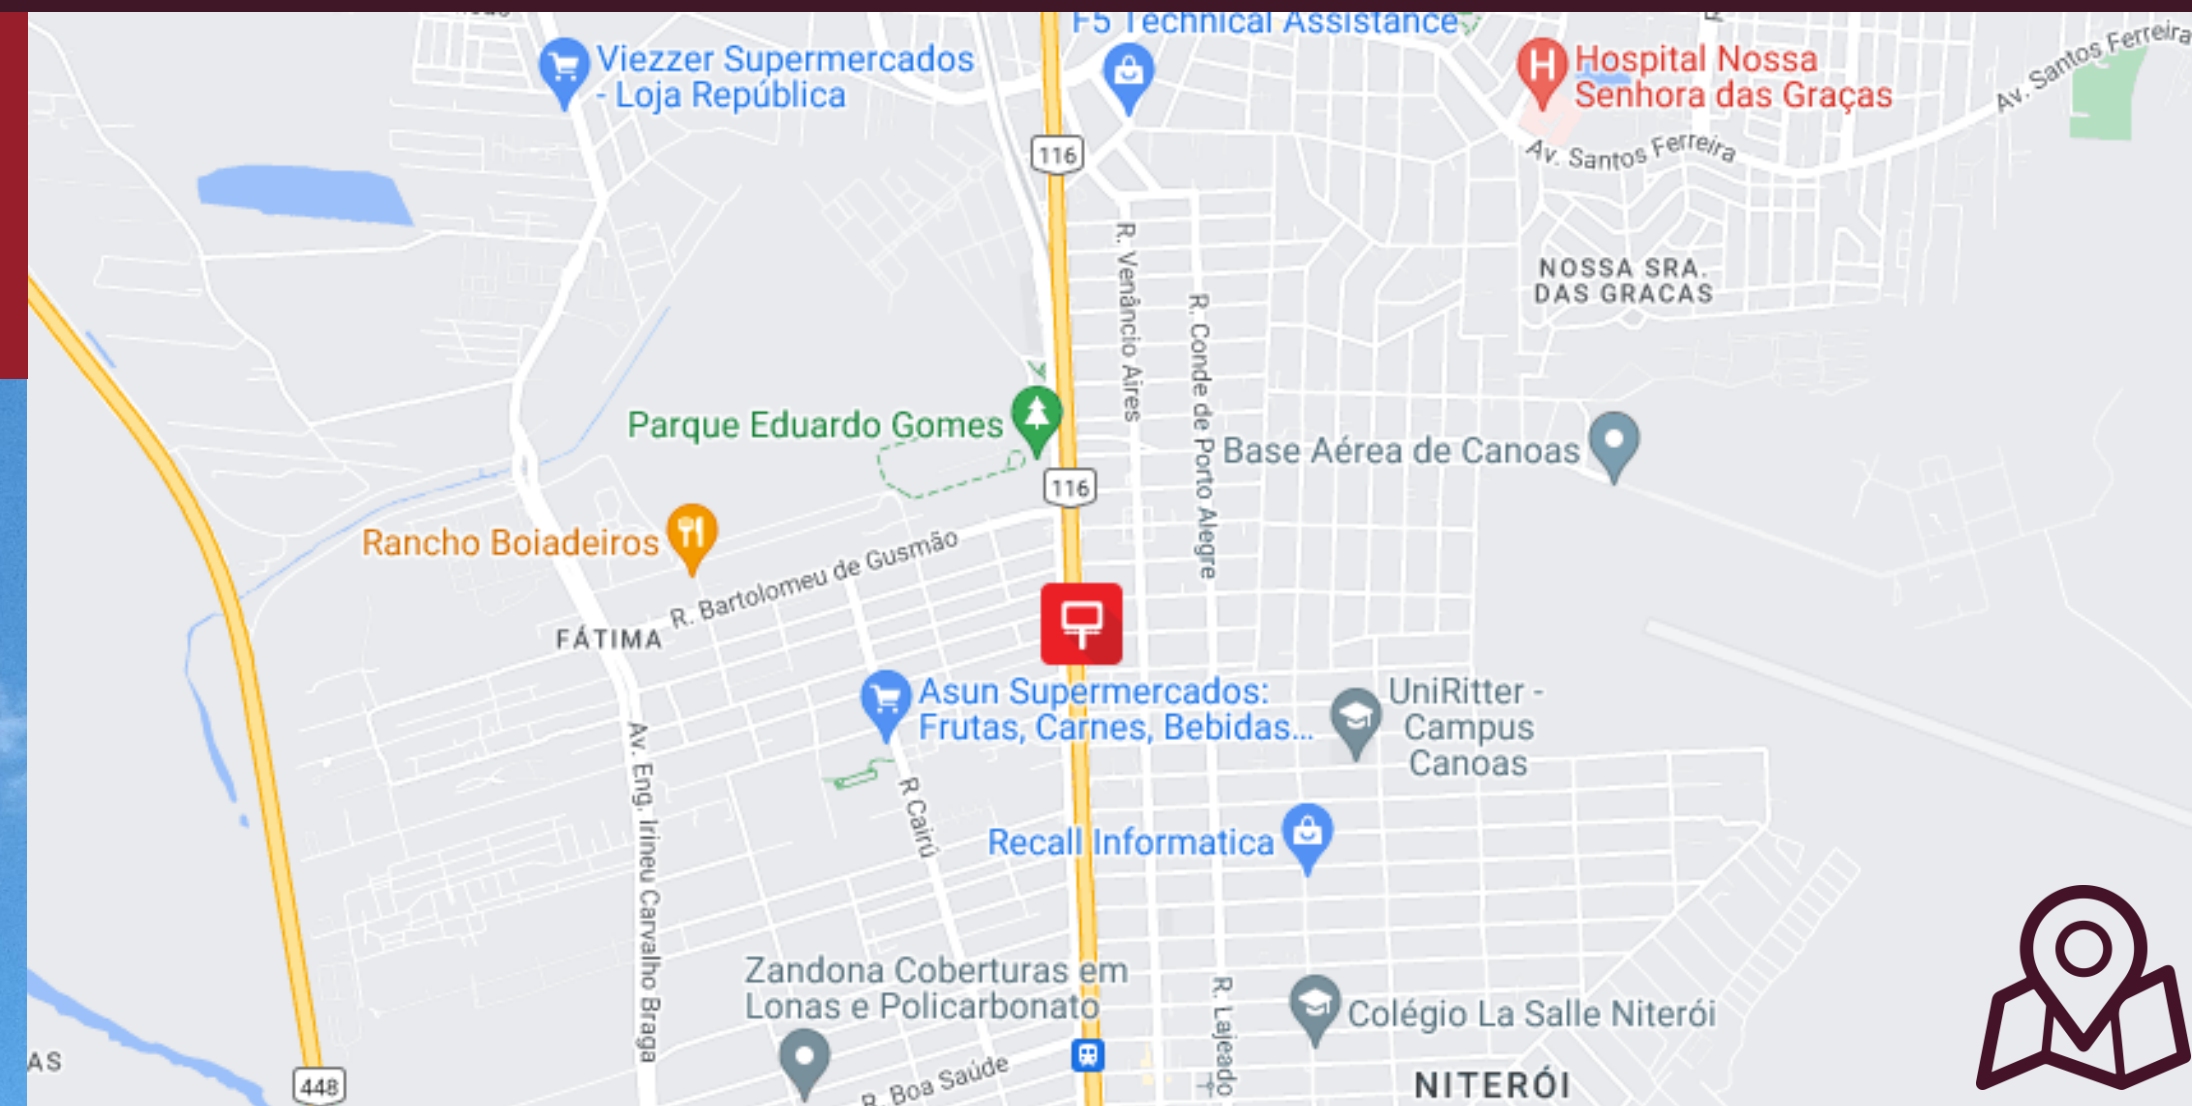 F5 Technical Assistance
Viezzer Supermercados
- Loja República
Hospital Nossa
Senhora das Graças
Av. Santos Ferreira
Av. Santos Ferreira
116
R. Venâncio Aires
NOSSA SRA.
DAS GRACAS
R. Conde de Porto Alegre
Parque Eduardo Gomes
Base Aérea de Canoas
116
Rancho Boiadeiros
R. Bartolomeu de Gusmão
FÁTIMA
Asun Supermercados:
Frutas, Carnes, Bebidas...
UniRitter -
Campus
Canoas
Av. Eng. Irineu Carvalho Braga
R Cairú
Recall Informatica
Zandona Coberturas em
Lonas e Policarbonato
R. Lajeado
Colégio La Salle Niterói
AS
448
R. Boa Saúde
NITERÓI